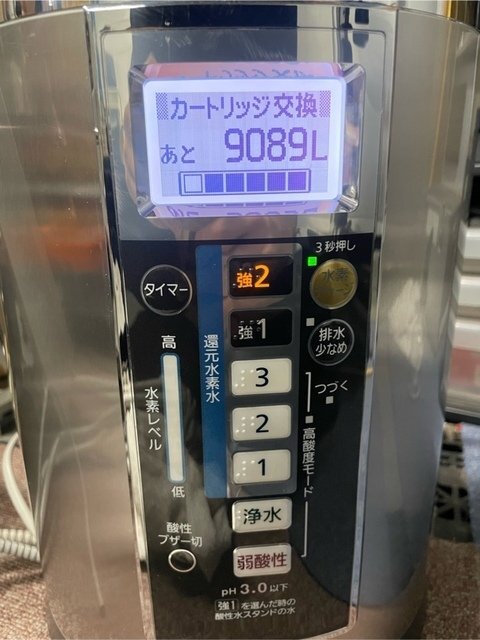 カートリッジ交換
あと 9089L
3秒押し
タイマー
強2
水素
強1
排水
少なめ
高
還元水素水
水素レベル
低
3
2
1
つづく
高酸度モード
浄水
酸性
ブザー切
弱酸性
pH 3.0 以下
強1 を選んだ時の
酸性水スタンドの水